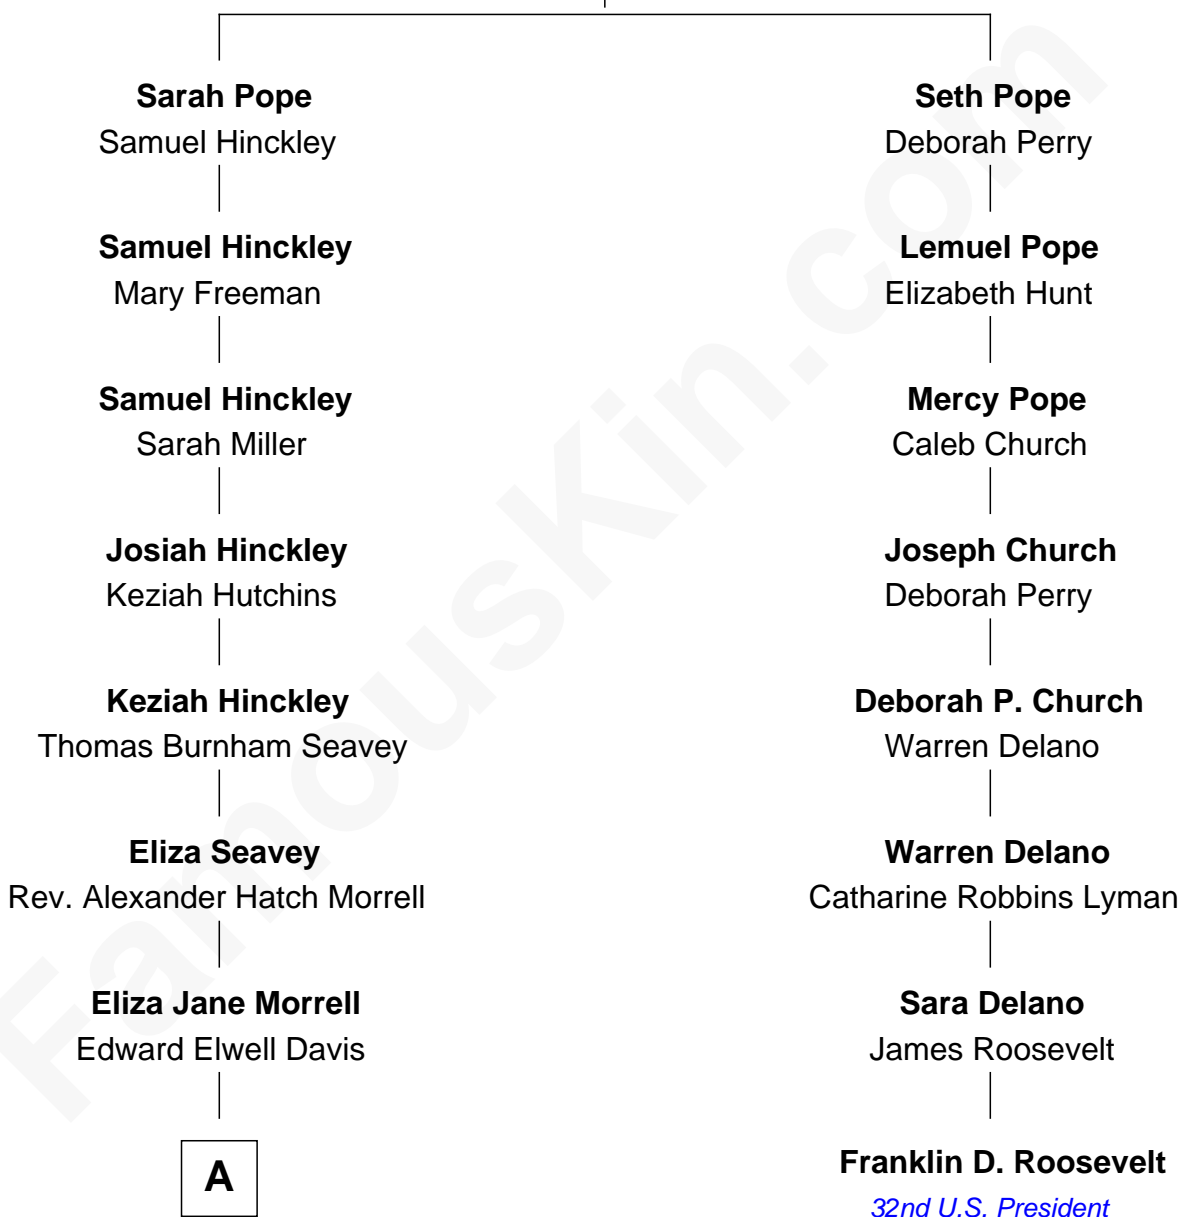 Sarah Pope
Samuel Hinckley
Seth Pope
Deborah Perry
Samuel Hinckley
Mary Freeman
Lemuel Pope
Elizabeth Hunt
Samuel Hinckley
Sarah Miller
Mercy Pope
Caleb Church
Josiah Hinckley
Keziah Hutchins
Joseph Church
Deborah Perry
Keziah Hinckley
Thomas Burnham Seavey
Deborah P. Church
Warren Delano
Eliza Seavey
Rev. Alexander Hatch Morrell
Warren Delano
Catharine Robbins Lyman
Eliza Jane Morrell
Edward Elwell Davis
Sara Delano
James Roosevelt
A
Franklin D. Roosevelt
32nd U.S. President
FamousKin.com